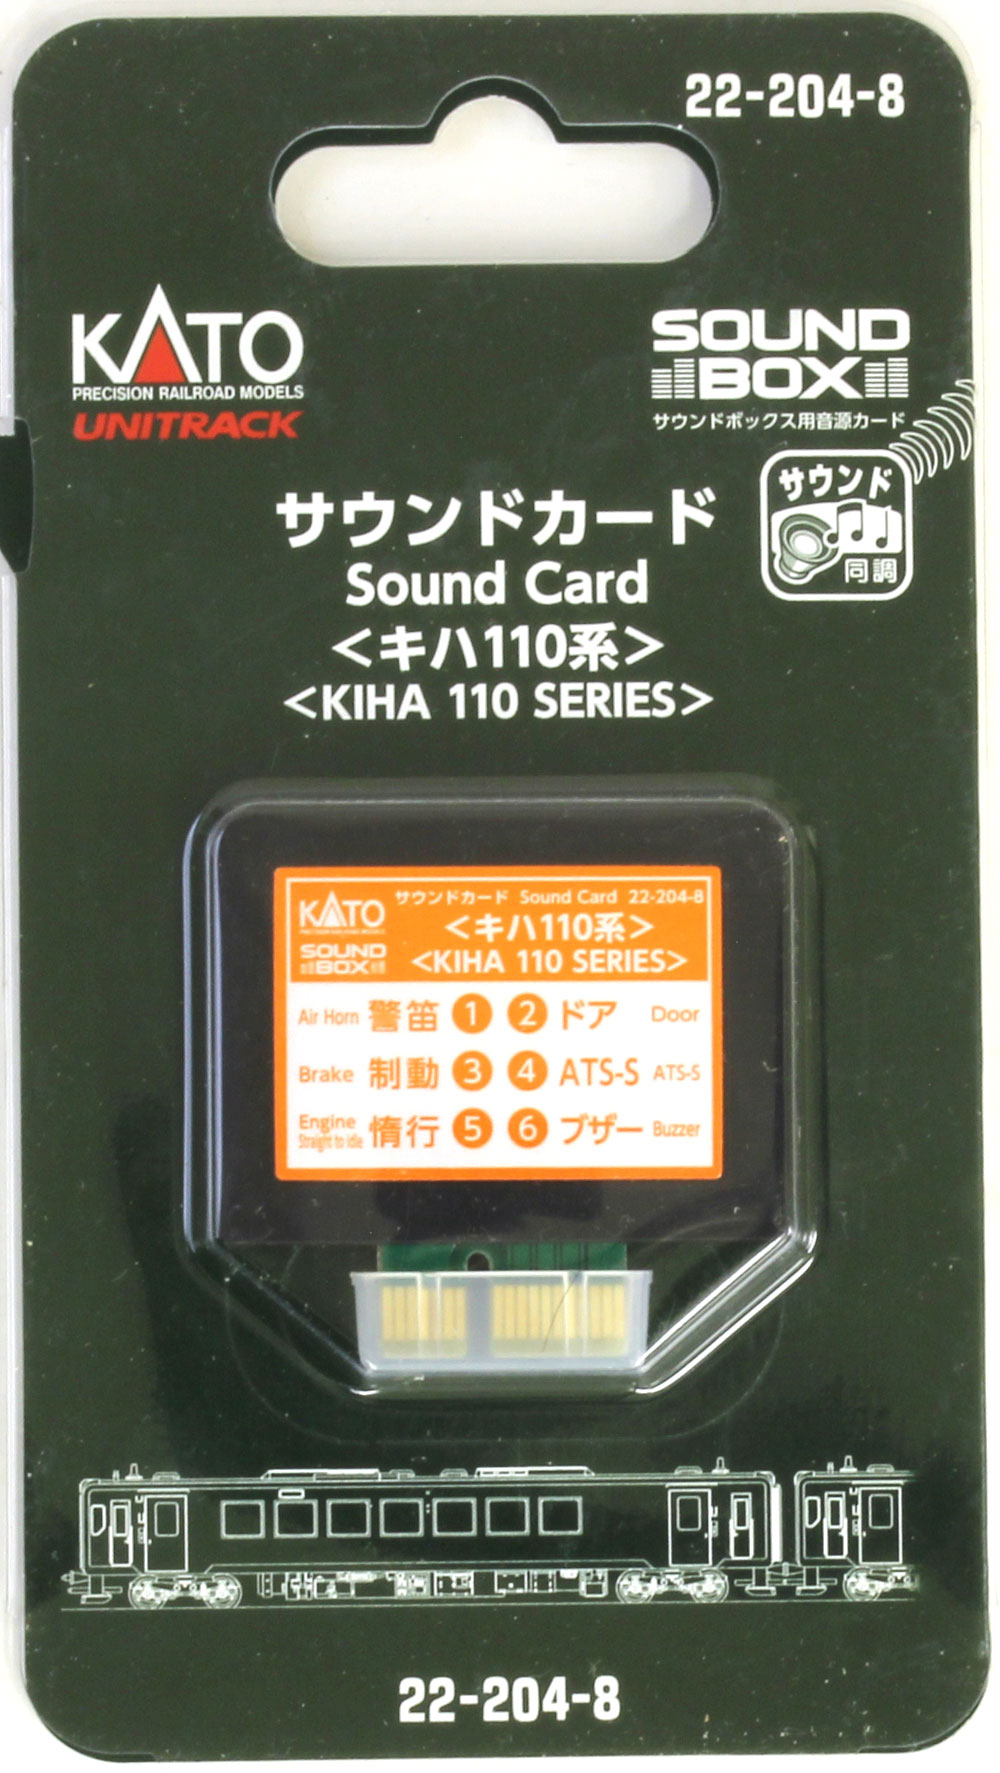 22-204-8
KATO
PRECISION RAILROAD MODELS
UNITRACK
SOUND
BOX
サウンドボックス用音源カード
サウンド
同調
サウンドカード
Sound Card
<キハ110系>
<KIHA 110 SERIES>
KATO
PRECISION RAILROAD MODELS
SOUND
BOX
サウンドカード Sound Card 22-204-8
<キハ110系>
<KIHA 110 SERIES>
Air Horn 警笛 1 2 ドア Door
Brake 制動 3 4 ATS-S ATS-S
Engine
Straight to idle 惰行 5 6 ブザー Buzzer
22-204-8